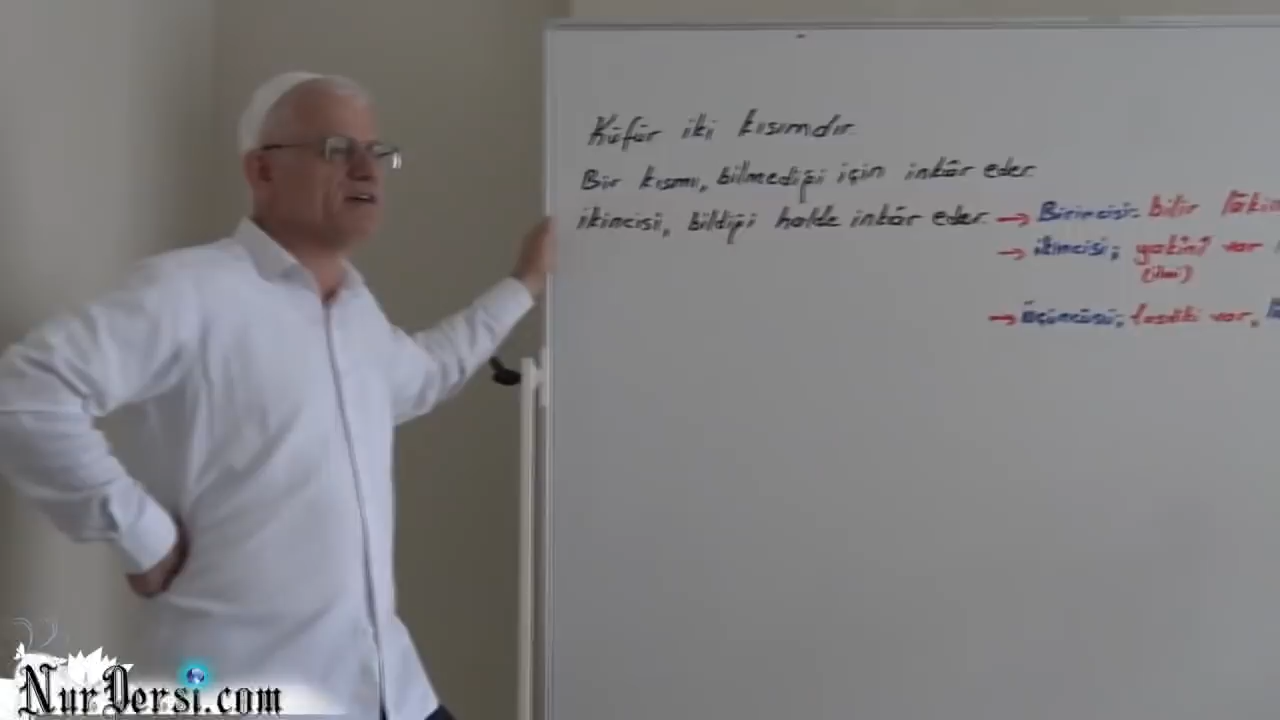 Küfür iki kısımdır.
Bir kısmı, bilmediği için inkâr eder.
ikincisi, bildiği halde inkâr eder. → Birincisi: bilir lâkin
→ ikincisi; yakînî var
(ilmi)
→ üçüncüsü; tasdiki var,
NurDersi.com